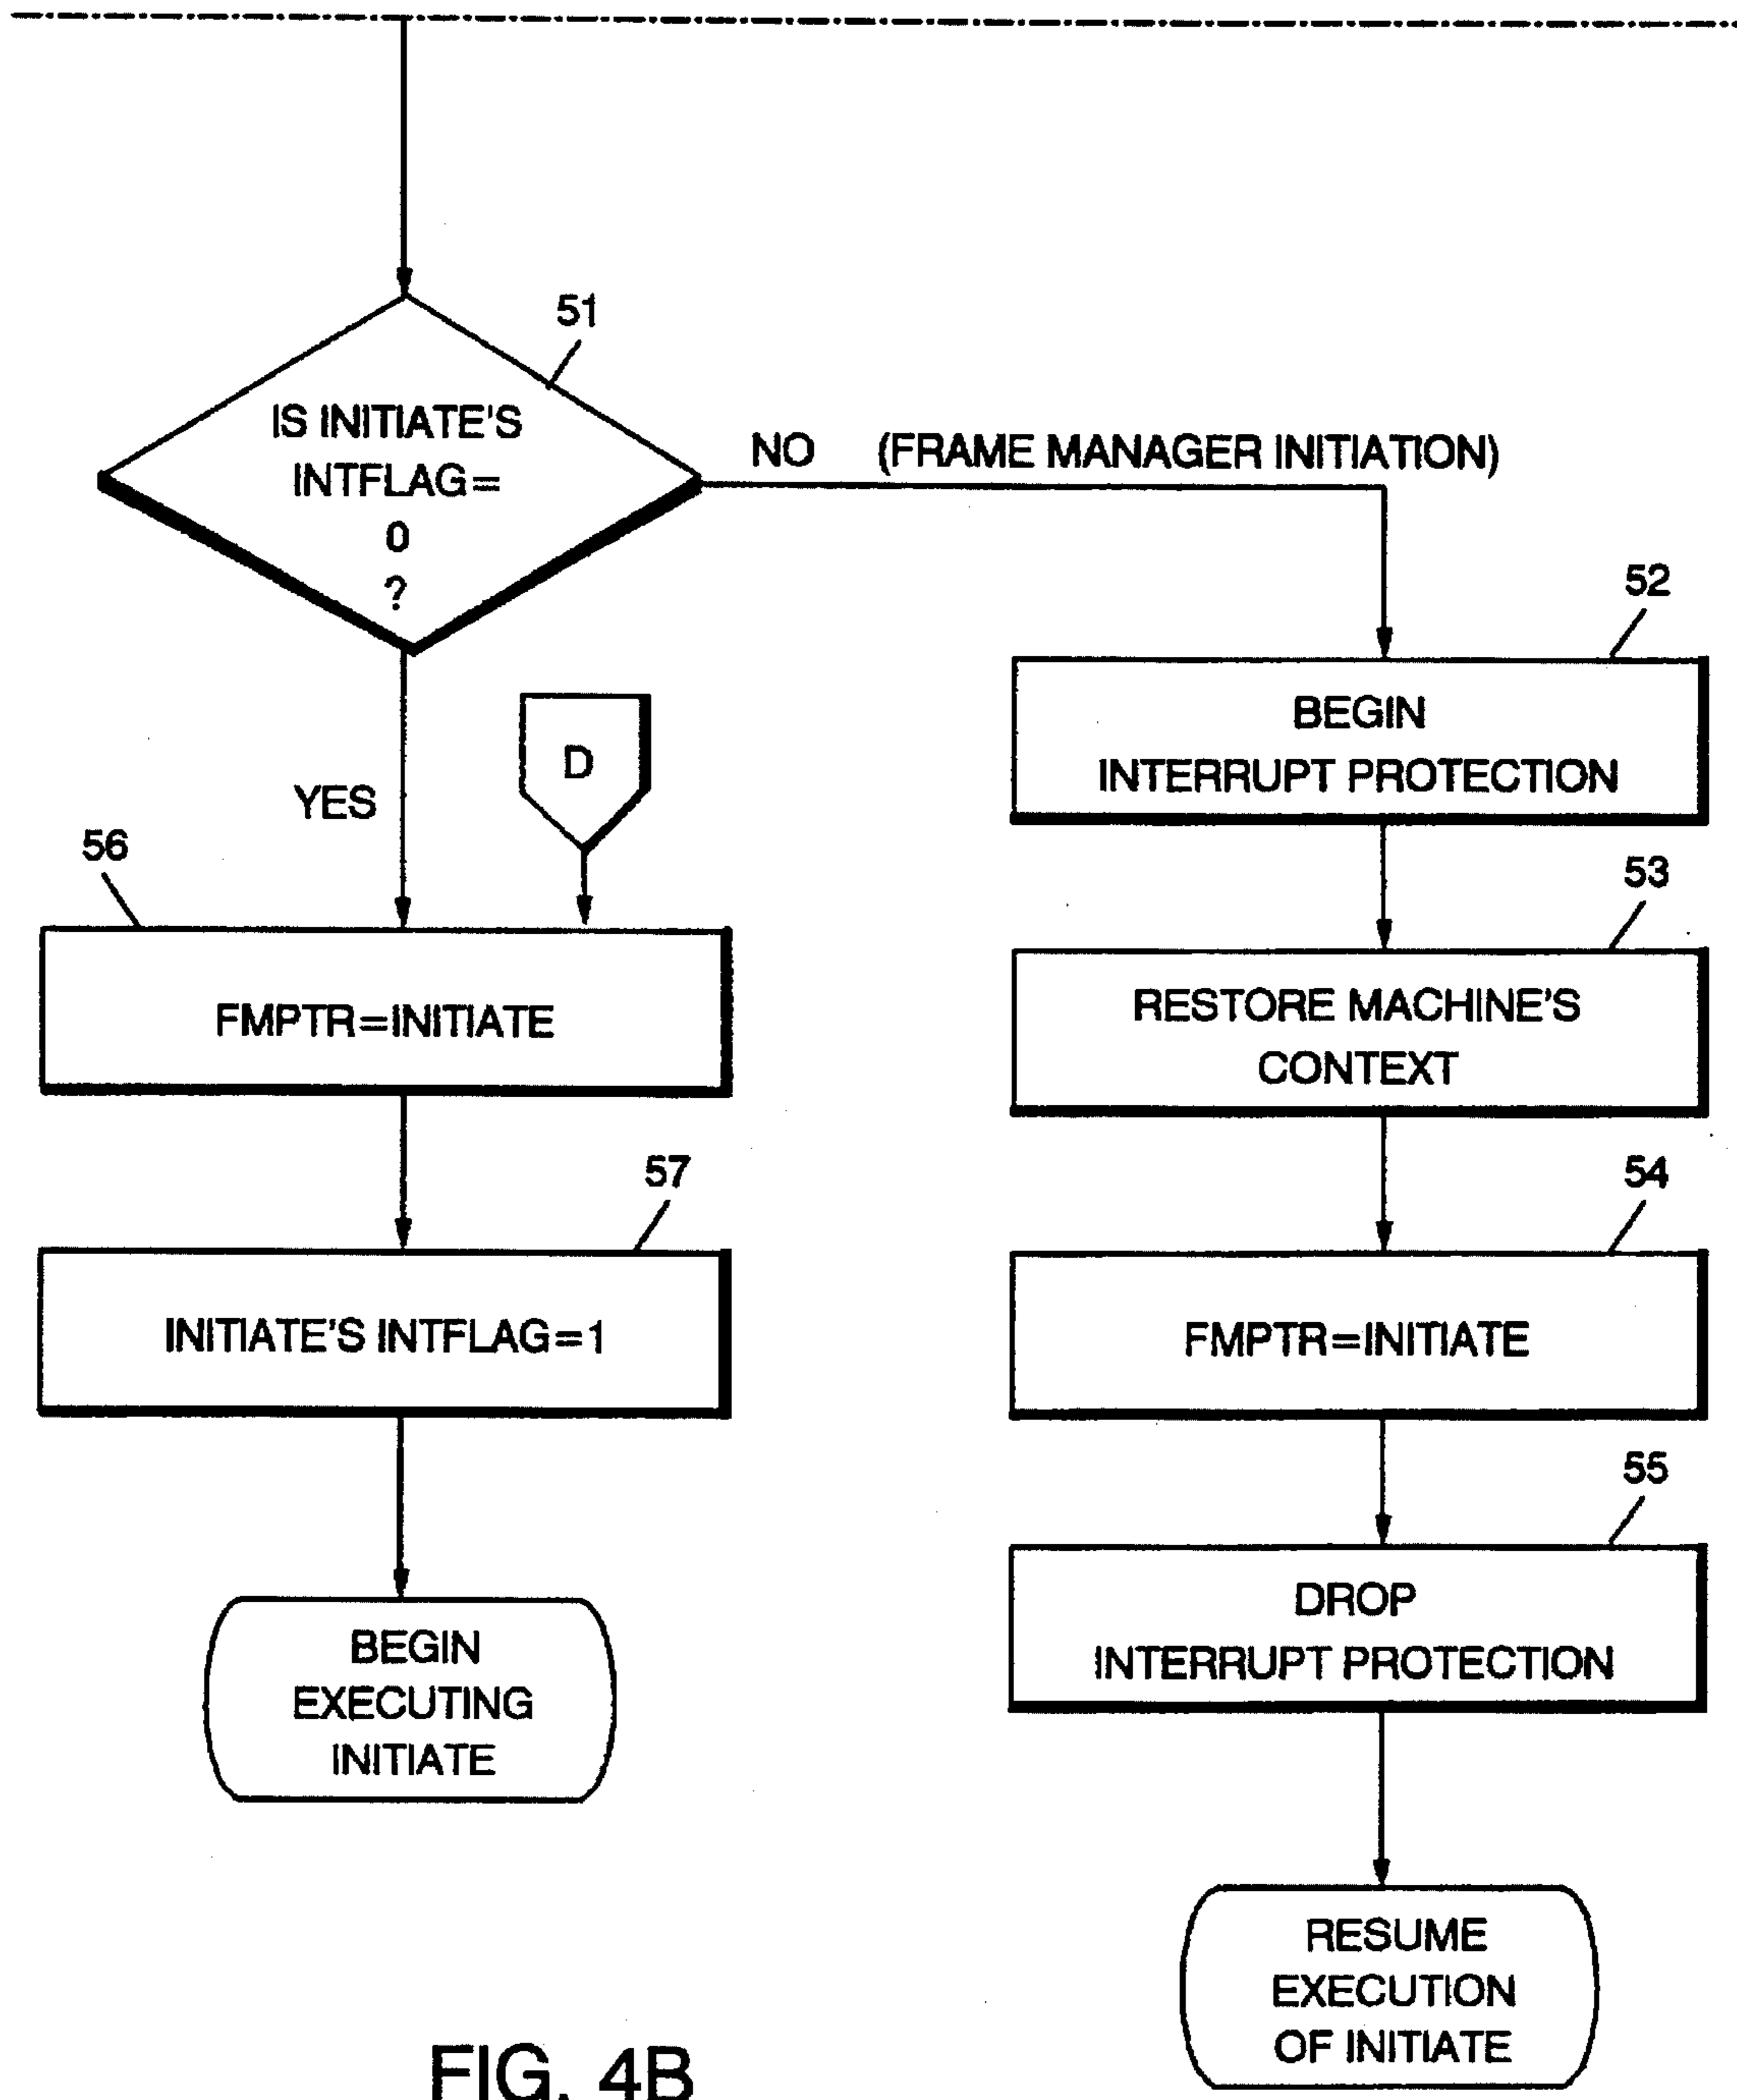 51
IS INITIATE'S
INTFLAG=
0
?
NO (FRAME MANAGER INITIATION)
52
BEGIN
INTERRUPT PROTECTION
D
YES
56
53
FMPTR=INITIATE
RESTORE MACHINE'S
CONTEXT
57
54
INITIATE'S INTFLAG=1
FMPTR=INITIATE
55
DROP
INTERRUPT PROTECTION
BEGIN
EXECUTING
INITIATE
RESUME
EXECUTION
OF INITIATE
FIG. 4B